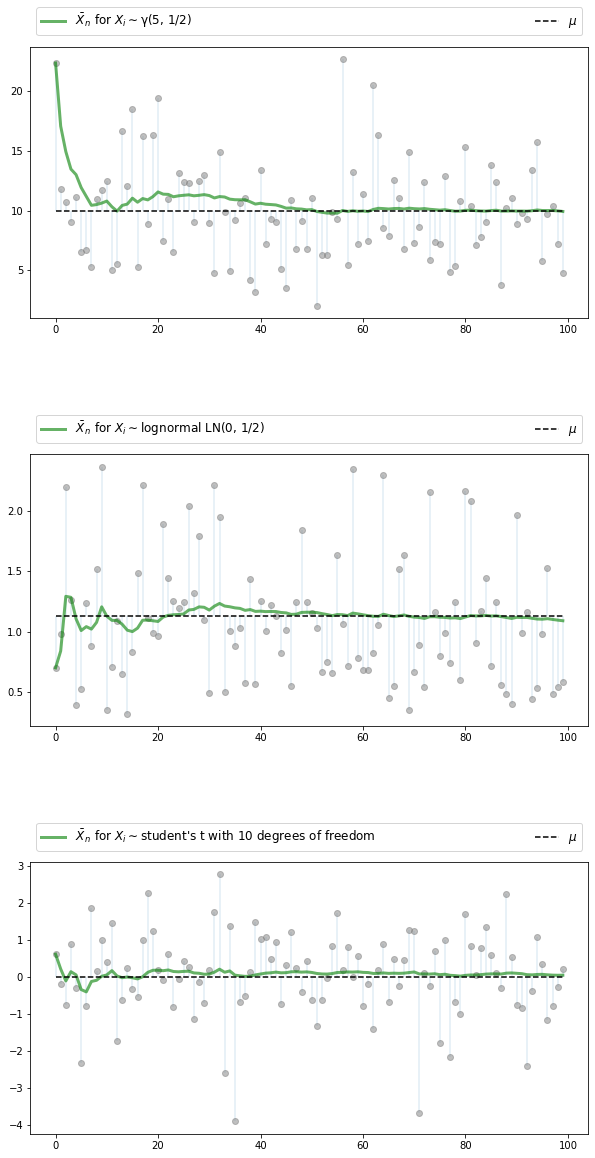 X̄ₙ for Xᵢ ∼ γ(5, 1/2) μ
20
15
10
5
0 20 40 60 80 100
X̄ₙ for Xᵢ ∼ lognormal LN(0, 1/2) μ
2.0
1.5
1.0
0.5
0 20 40 60 80 100
X̄ₙ for Xᵢ ∼ student's t with 10 degrees of freedom μ
3
2
1
0
−1
−2
−3
−4
0 20 40 60 80 100